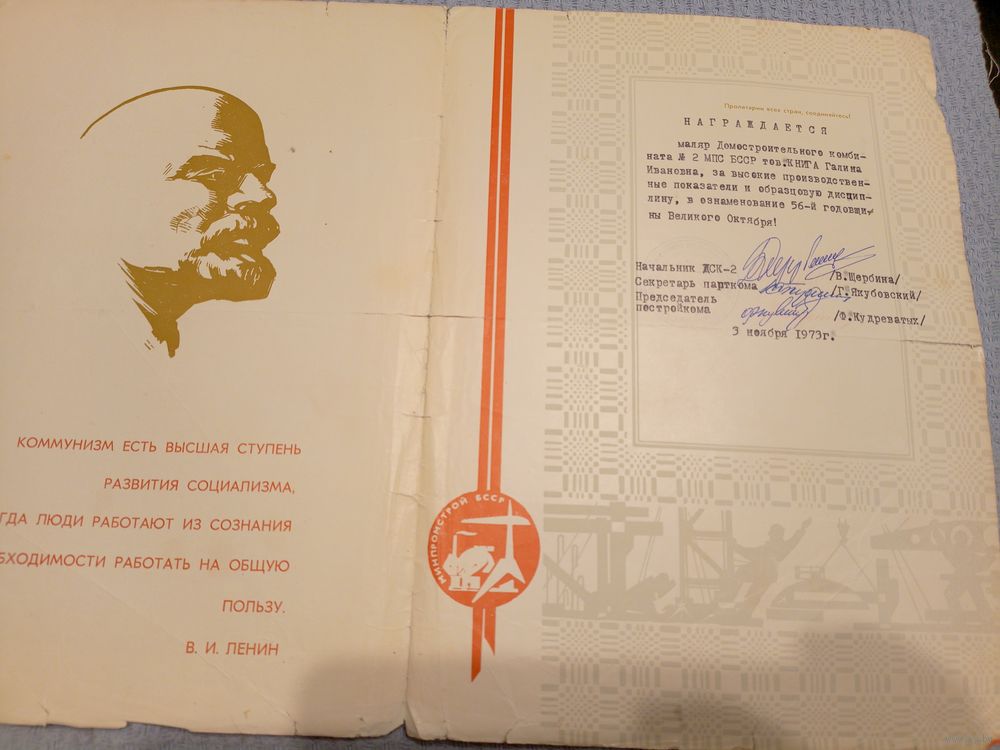 КОММУНИЗМ ЕСТЬ ВЫСШАЯ СТУПЕНЬ
РАЗВИТИЯ СОЦИАЛИЗМА,
ГДА ЛЮДИ РАБОТАЮТ ИЗ СОЗНАНИЯ
БХОДИМОСТИ РАБОТАТЬ НА ОБЩУЮ
ПОЛЬЗУ.
В. И. ЛЕНИН
МИНПРОМСТРОЙ БССР
Пролетарии всех стран, соединяйтесь!
НАГРАЖДАЕТСЯ
маляр Домостроительного комби-
ната № 2 МПС БССР тов.КНИГА Галина
Ивановна, за высокие производствен-
ные показатели и образцовую дисцип-
лину, в ознаменование 56-й годовщи-
ны Великого Октября!
Начальник ДСК-2 /В.Щербина/
Секретарь парткома /Г.Якубовский/
Председатель
постройкома /Ф.Кудреватых/
3 ноября 1973г.